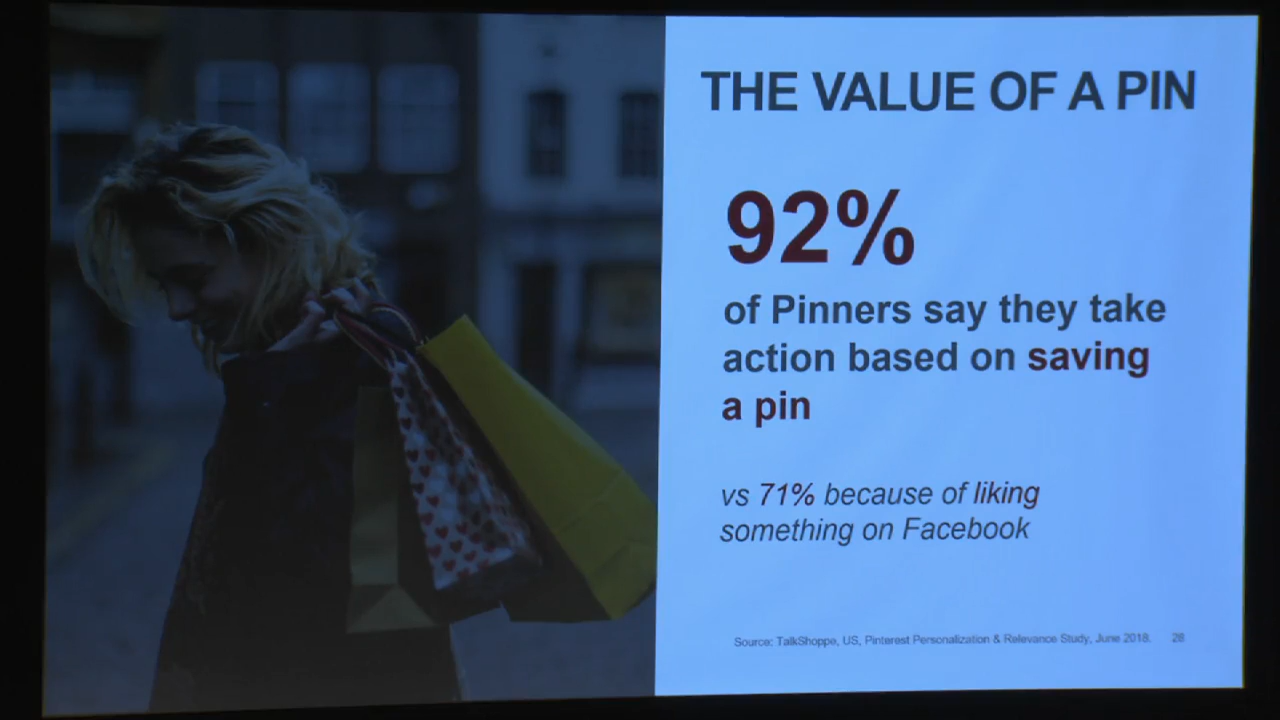 THE VALUE OF A PIN
92%
of Pinners say they take
action based on saving
a pin
vs 71% because of liking
something on Facebook
Source: TalkShoppe, US, Pinterest Personalization & Relevance Study, June 2018. 28